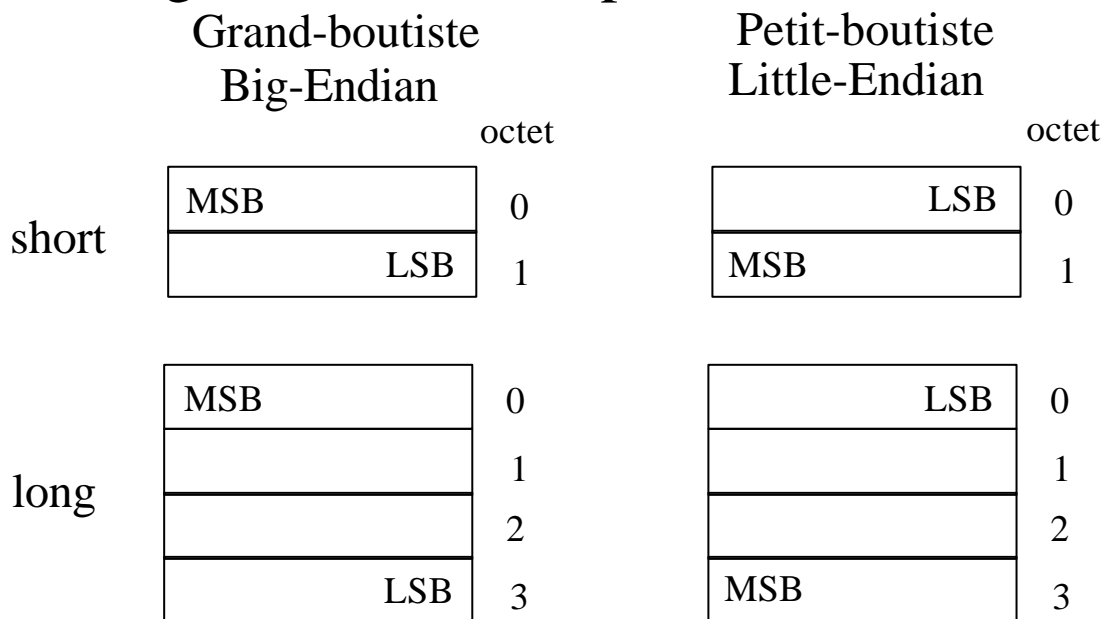 Grand-boutiste
Big-Endian
Petit-boutiste
Little-Endian
octet
octet
short
MSB 0
LSB 1
LSB 0
MSB 1
long
MSB 0
1
2
LSB 3
LSB 0
1
2
MSB 3